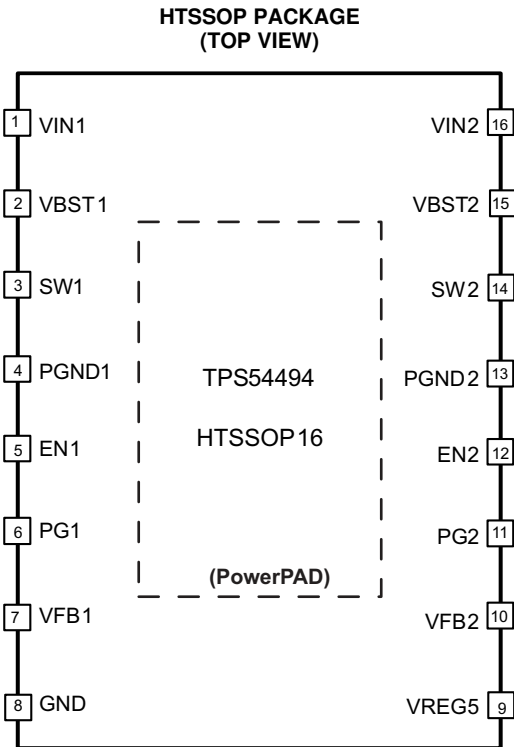 HTSSOP PACKAGE
(TOP VIEW)
1 VIN1 VIN2 16
2 VBST1 VBST2 15
3 SW1 SW2 14
4 PGND1 TPS54494 PGND2 13
5 EN1 HTSSOP16 EN2 12
6 PG1 PG2 11
(PowerPAD)
7 VFB1 VFB2 10
8 GND VREG5 9